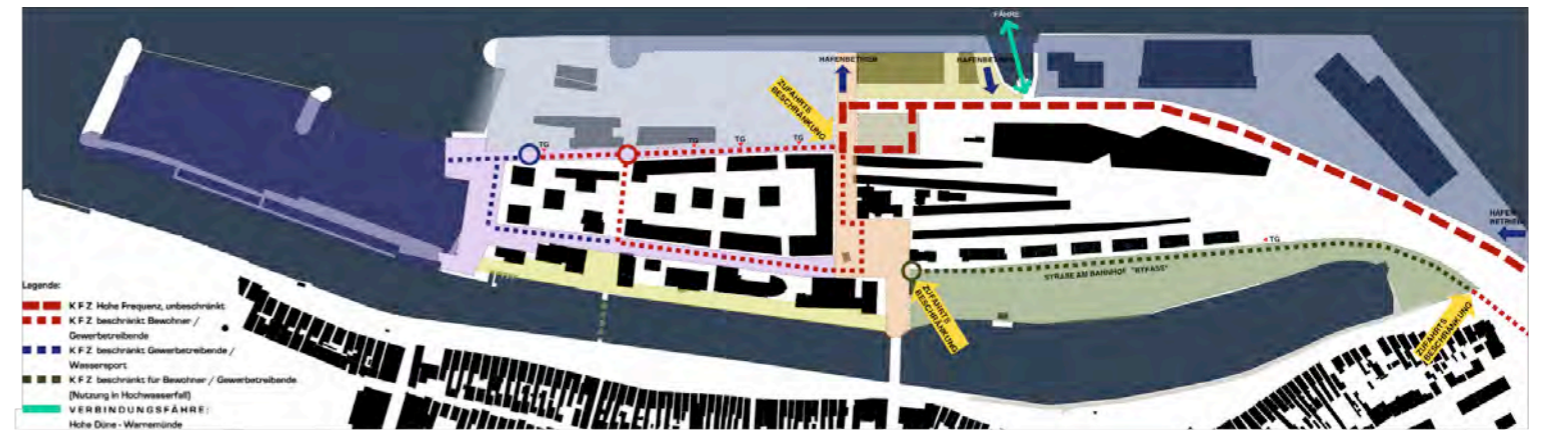 FÄHRE
HAFENBETRIEB
HAFENBETRIEB
ZUFAHRTS
BESCHRÄNKUNG
TG
TG
TG
TG
HAFEN
BETRIEB
TG
STRAßE AM BAHNHOF "BYPASS"
ZUFAHRTS
BESCHRÄNKUNG
ZUFAHRTS
BESCHRÄNKUNG
Legende:
KFZ Hohe Frequenz, unbeschränkt
KFZ beschränkt Bewohner /
Gewerbetreibende
KFZ beschränkt Gewerbetreibende /
Wassersport
KFZ beschränkt für Bewohner / Gewerbetreibende
(Nutzung in Hochwasserfall)
VERBINDUNGSFÄHRE:
Hohe Düne - Warnemünde